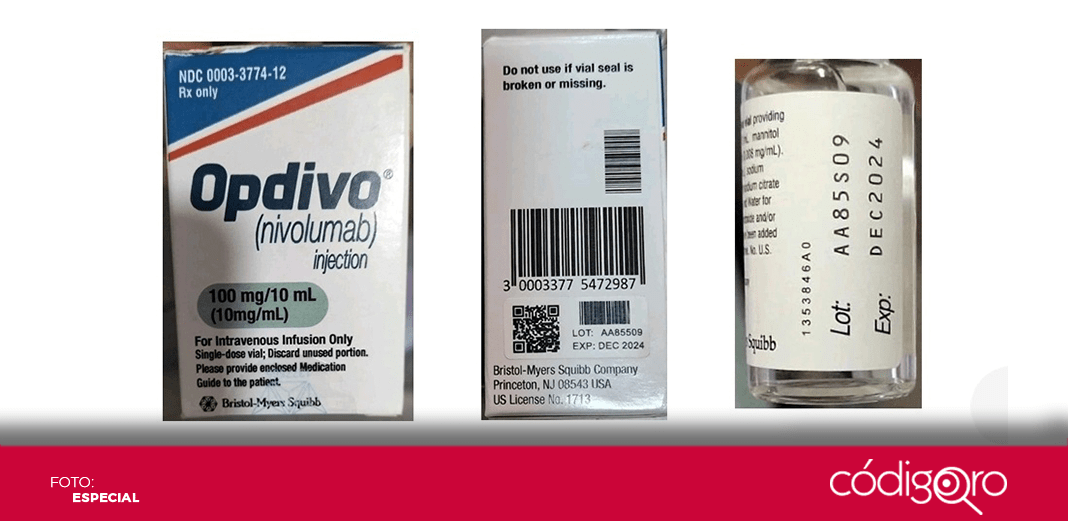 NDC 0003-3774-12
Rx only
Opdivo®
(nivolumab)
injection
100 mg/10 mL
(10mg/mL)
For Intravenous Infusion Only
Single-dose vial; Discard unused portion.
Please provide enclosed Medication
Guide to the patient.
Bristol-Myers Squibb
Do not use if vial seal is
broken or missing.
3 0003377 5472987
LOT: AA85509
EXP: DEC 2024
Bristol-Myers Squibb Company
Princeton, NJ 08543 USA
US License No. 1713
vial providing
mannitol
0.008 mg/mL).
sodium
sodium citrate
Water for
and/or
been added
No. U.S.
Squibb
1353846A0
Lot: AA85S09
Exp: DEC2024
FOTO:
ESPECIAL
códigoqro